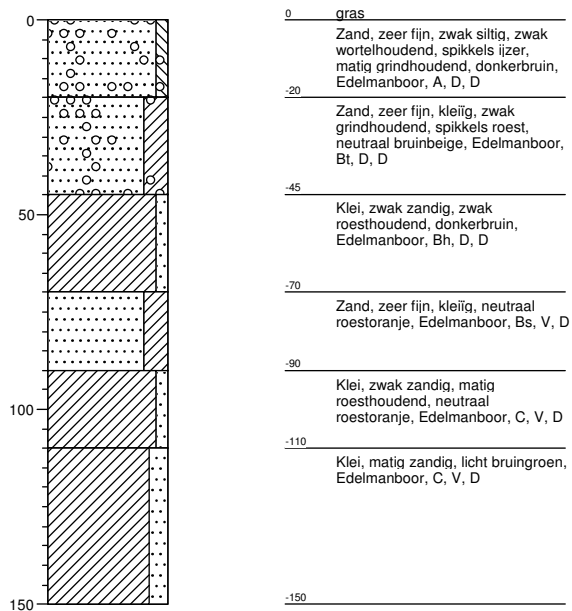 0
50
100
150
0
gras
Zand, zeer fijn, zwak siltig, zwak
wortelhoudend, spikkels ijzer,
matig grindhoudend, donkerbruin,
Edelmanboor, A, D, D
-20
Zand, zeer fijn, kleiïg, zwak
grindhoudend, spikkels roest,
neutraal bruinbeige, Edelmanboor,
Bt, D, D
-45
Klei, zwak zandig, zwak
roesthoudend, donkerbruin,
Edelmanboor, Bh, D, D
-70
Zand, zeer fijn, kleiïg, neutraal
roestoranje, Edelmanboor, Bs, V, D
-90
Klei, zwak zandig, matig
roesthoudend, neutraal
roestoranje, Edelmanboor, C, V, D
-110
Klei, matig zandig, licht bruingroen,
Edelmanboor, C, V, D
-150